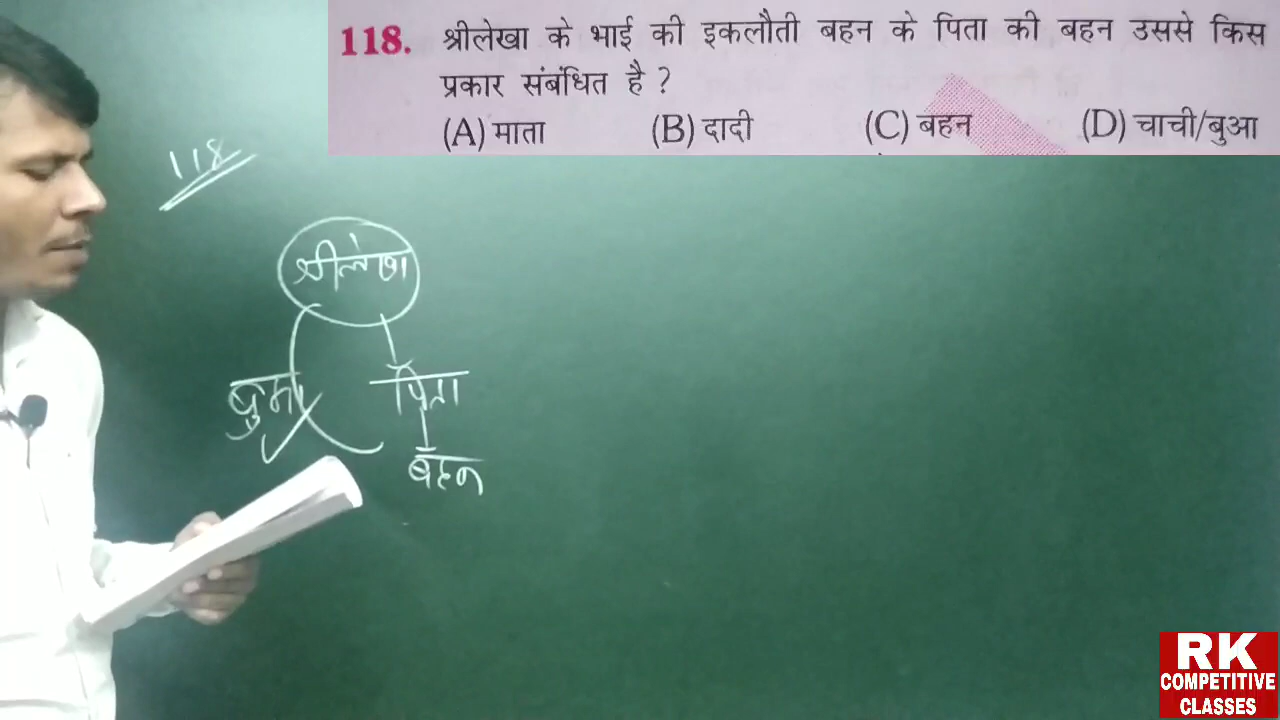 118. श्रीलेखा के भाई की इकलौती बहन के पिता की बहन उससे किस
प्रकार संबंधित है ?
(A) माता (B) दादी (C) बहन (D) चाची/बुआ
118
श्रीलेखा
बुआ पिता
बहन
RK
COMPETITIVE
CLASSES